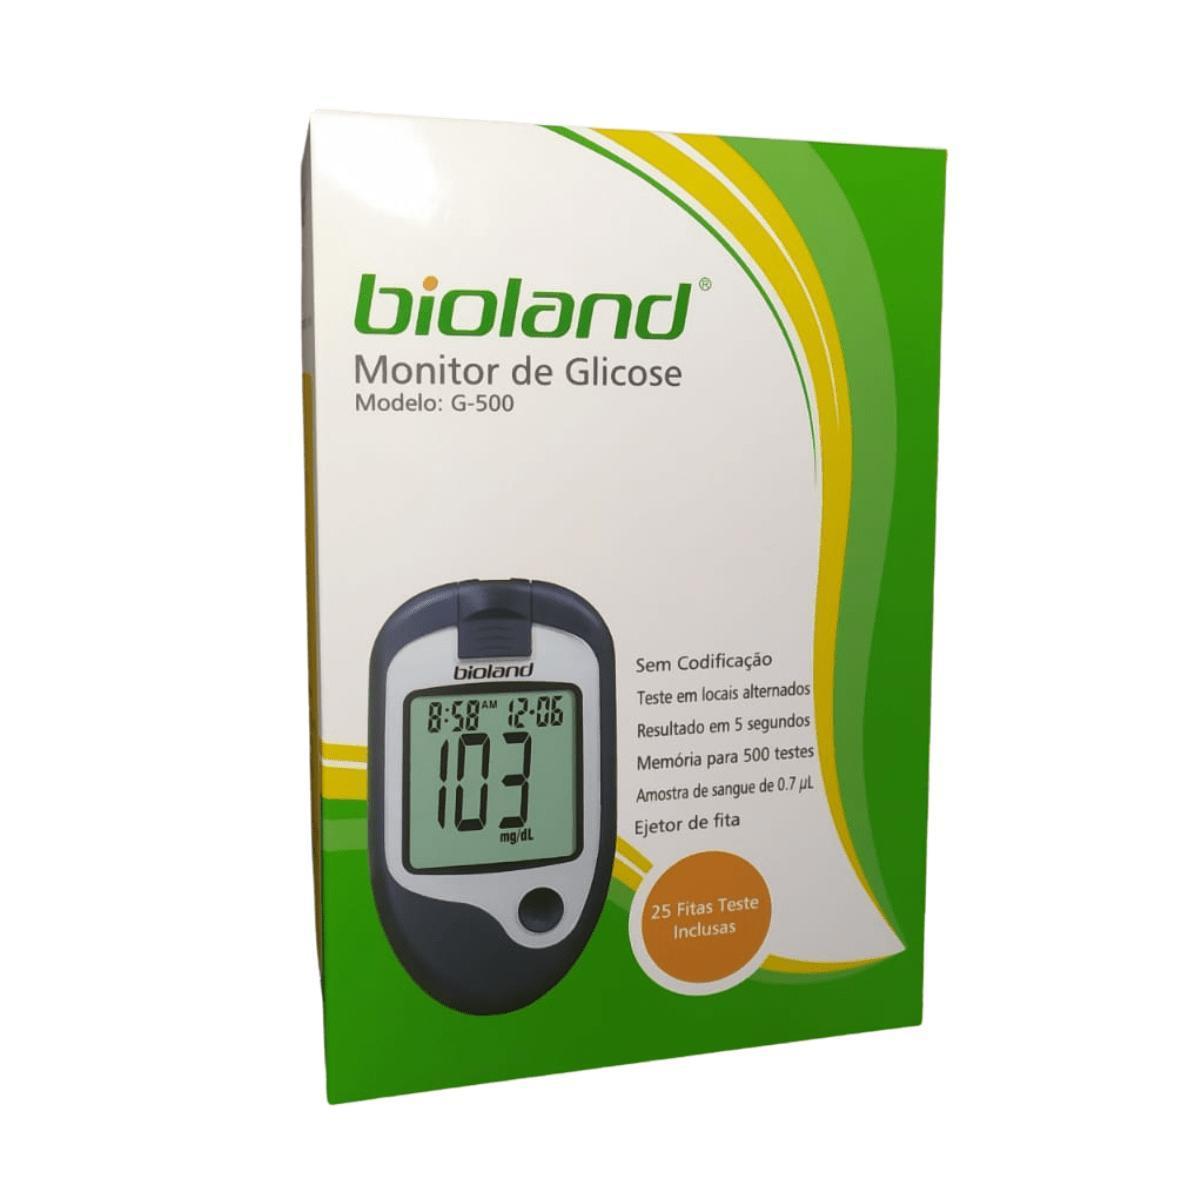 bioland®
Monitor de Glicose
Modelo: G-500
bioland
8:58 AM 12-06
103
mg/dL
Sem Codificação
Teste em locais alternados
Resultado em 5 segundos
Memória para 500 testes
Amostra de sangue de 0.7 µL
Ejetor de fita
25 Fitas Teste
Inclusas